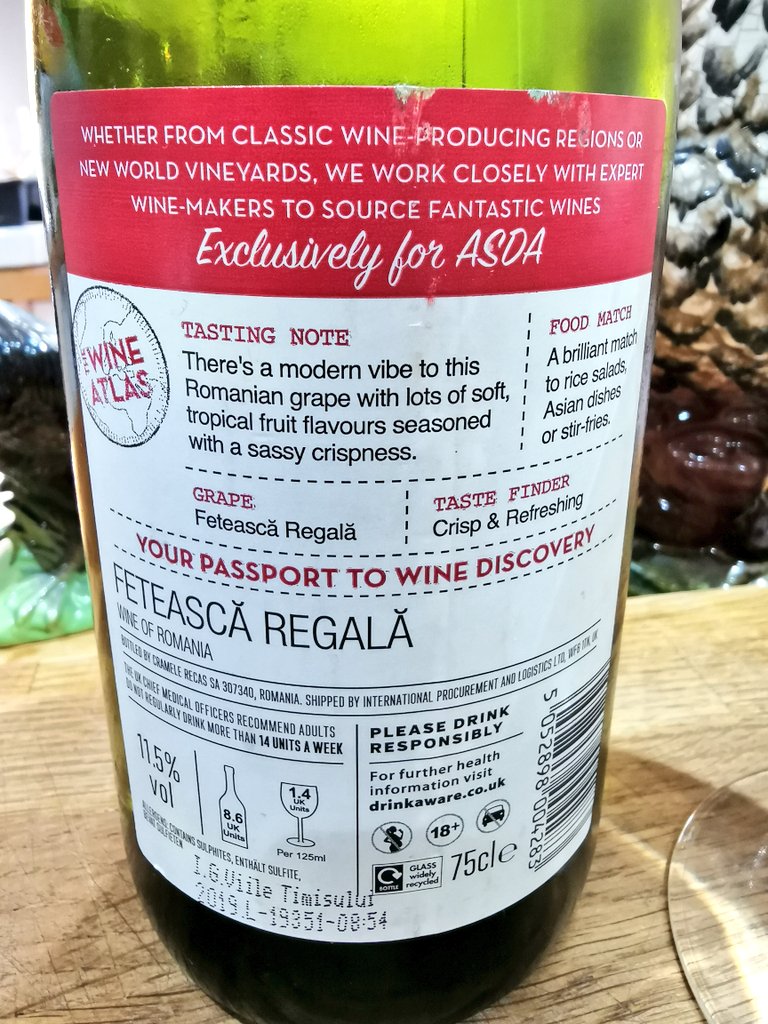 WHETHER FROM CLASSIC WINE-PRODUCING REGIONS OR
NEW WORLD VINEYARDS, WE WORK CLOSELY WITH EXPERT
WINE-MAKERS TO SOURCE FANTASTIC WINES
Exclusively for ASDA
THE WINE
ATLAS
TASTING NOTE
There's a modern vibe to this
Romanian grape with lots of soft,
tropical fruit flavours seasoned
with a sassy crispness.
FOOD MATCH
A brilliant match
to rice salads,
Asian dishes
or stir-fries.
GRAPE
Fetească Regală
TASTE FINDER
Crisp & Refreshing
YOUR PASSPORT TO WINE DISCOVERY
FETEASCĂ REGALĂ
WINE OF ROMANIA
BOTTLED BY CRAMELE RECAS SA 307340, ROMANIA. SHIPPED BY INTERNATIONAL PROCUREMENT AND LOGISTICS LTD, WF6 1TN, UK
THE UK CHIEF MEDICAL OFFICERS RECOMMEND ADULTS
DO NOT REGULARLY DRINK MORE THAN 14 UNITS A WEEK
11.5%
vol
8.6
UK
Units
1.4
UK
Units
Per 125ml
ALLERGENS: CONTAINS SULPHITES, ENTHÄLT SULFITE,
PLEASE DRINK
RESPONSIBLY
For further health
information visit
drinkaware.co.uk
18+
BOTTLE
GLASS
widely
recycled
75cl e
5 052898 004283
I.G.Viile Timisului
2019.L-19351-08:54